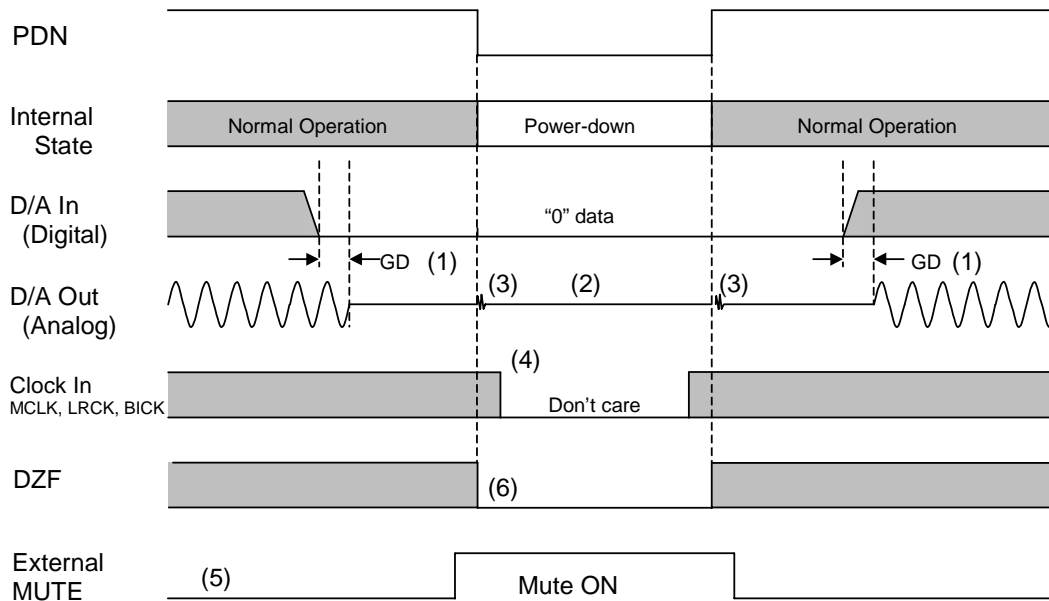 PDN
Internal
State
Normal Operation
Power-down
Normal Operation
D/A In
(Digital)
“0” data
GD (1)
GD (1)
D/A Out
(Analog)
(3)
(2)
(3)
Clock In
MCLK, LRCK, BICK
(4)
Don’t care
DZF
(6)
External
MUTE
(5)
Mute ON